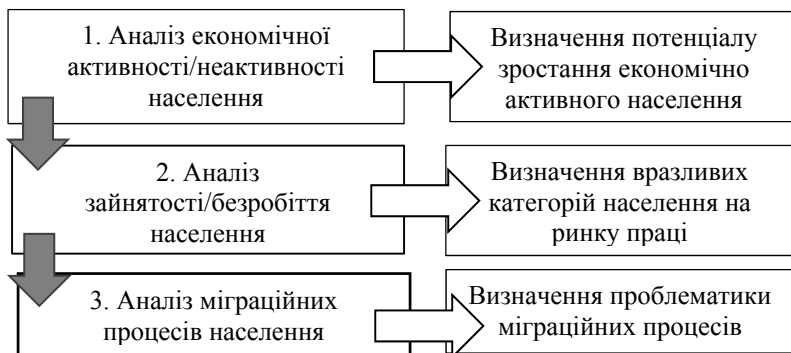 1. Аналіз економічної
активності/неактивності
населення
Визначення потенціалу
зростання економічно
активного населення
2. Аналіз
зайнятості/безробіття
населення
Визначення вразливих
категорій населення на
ринку праці
3. Аналіз міграційних
процесів населення
Визначення проблематики
міграційних процесів